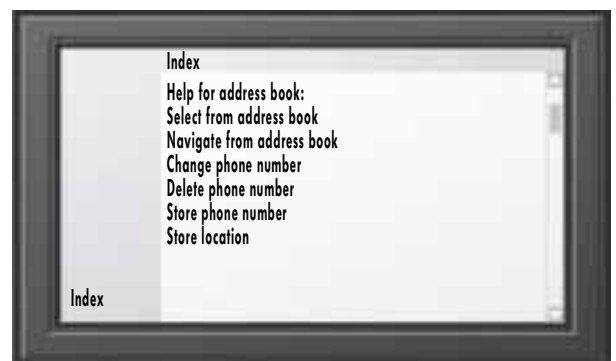 Index
Help for address book:
Select from address book
Navigate from address book
Change phone number
Delete phone number
Store phone number
Store location
Index